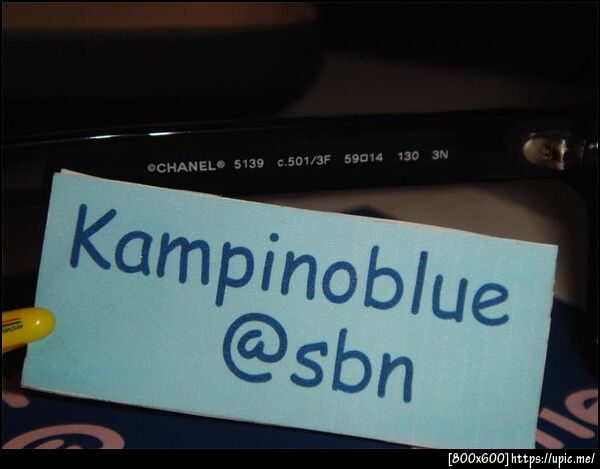 ©CHANEL® 5139 c.501/3F 59□14 130 3N
Kampinoblue
@sbn
[800x600]https://upic.me/